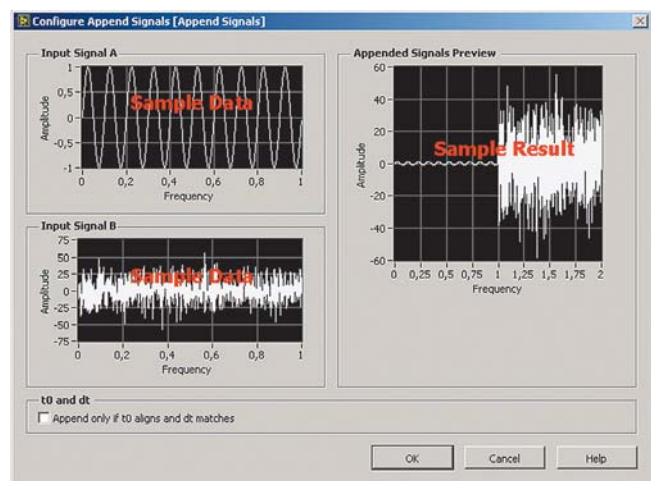 Configure Append Signals [Append Signals]
Input Signal A
1
0,5
0
-0,5
-1
Amplitude
Sample Data
0 0,2 0,4 0,6 0,8 1
Frequency
Input Signal B
75
50
25
0
-25
-50
-75
Amplitude
Sample Data
0 0,2 0,4 0,6 0,8 1
Frequency
Appended Signals Preview
60
40
20
0
-20
-40
-60
Amplitude
Sample Result
0 0,25 0,5 0,75 1 1,25 1,5 1,75 2
Frequency
t0 and dt
Append only if t0 aligns and dt matches
OK Cancel Help